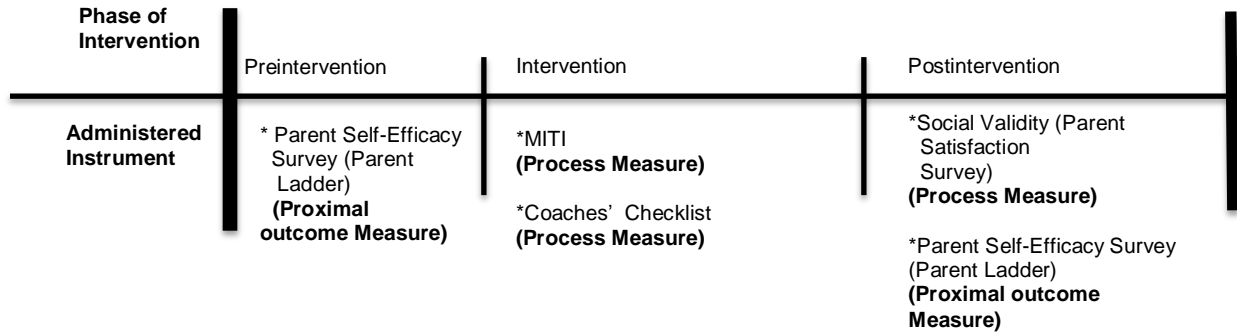 Phase of
Intervention
Preintervention
Intervention
Postintervention
Administered
Instrument
* Parent Self-Efficacy
Survey (Parent
Ladder)
(Proximal
outcome Measure)
*MITI
(Process Measure)
*Coaches’ Checklist
(Process Measure)
*Social Validity (Parent
Satisfaction
Survey)
(Process Measure)
*Parent Self-Efficacy Survey
(Parent Ladder)
(Proximal outcome
Measure)